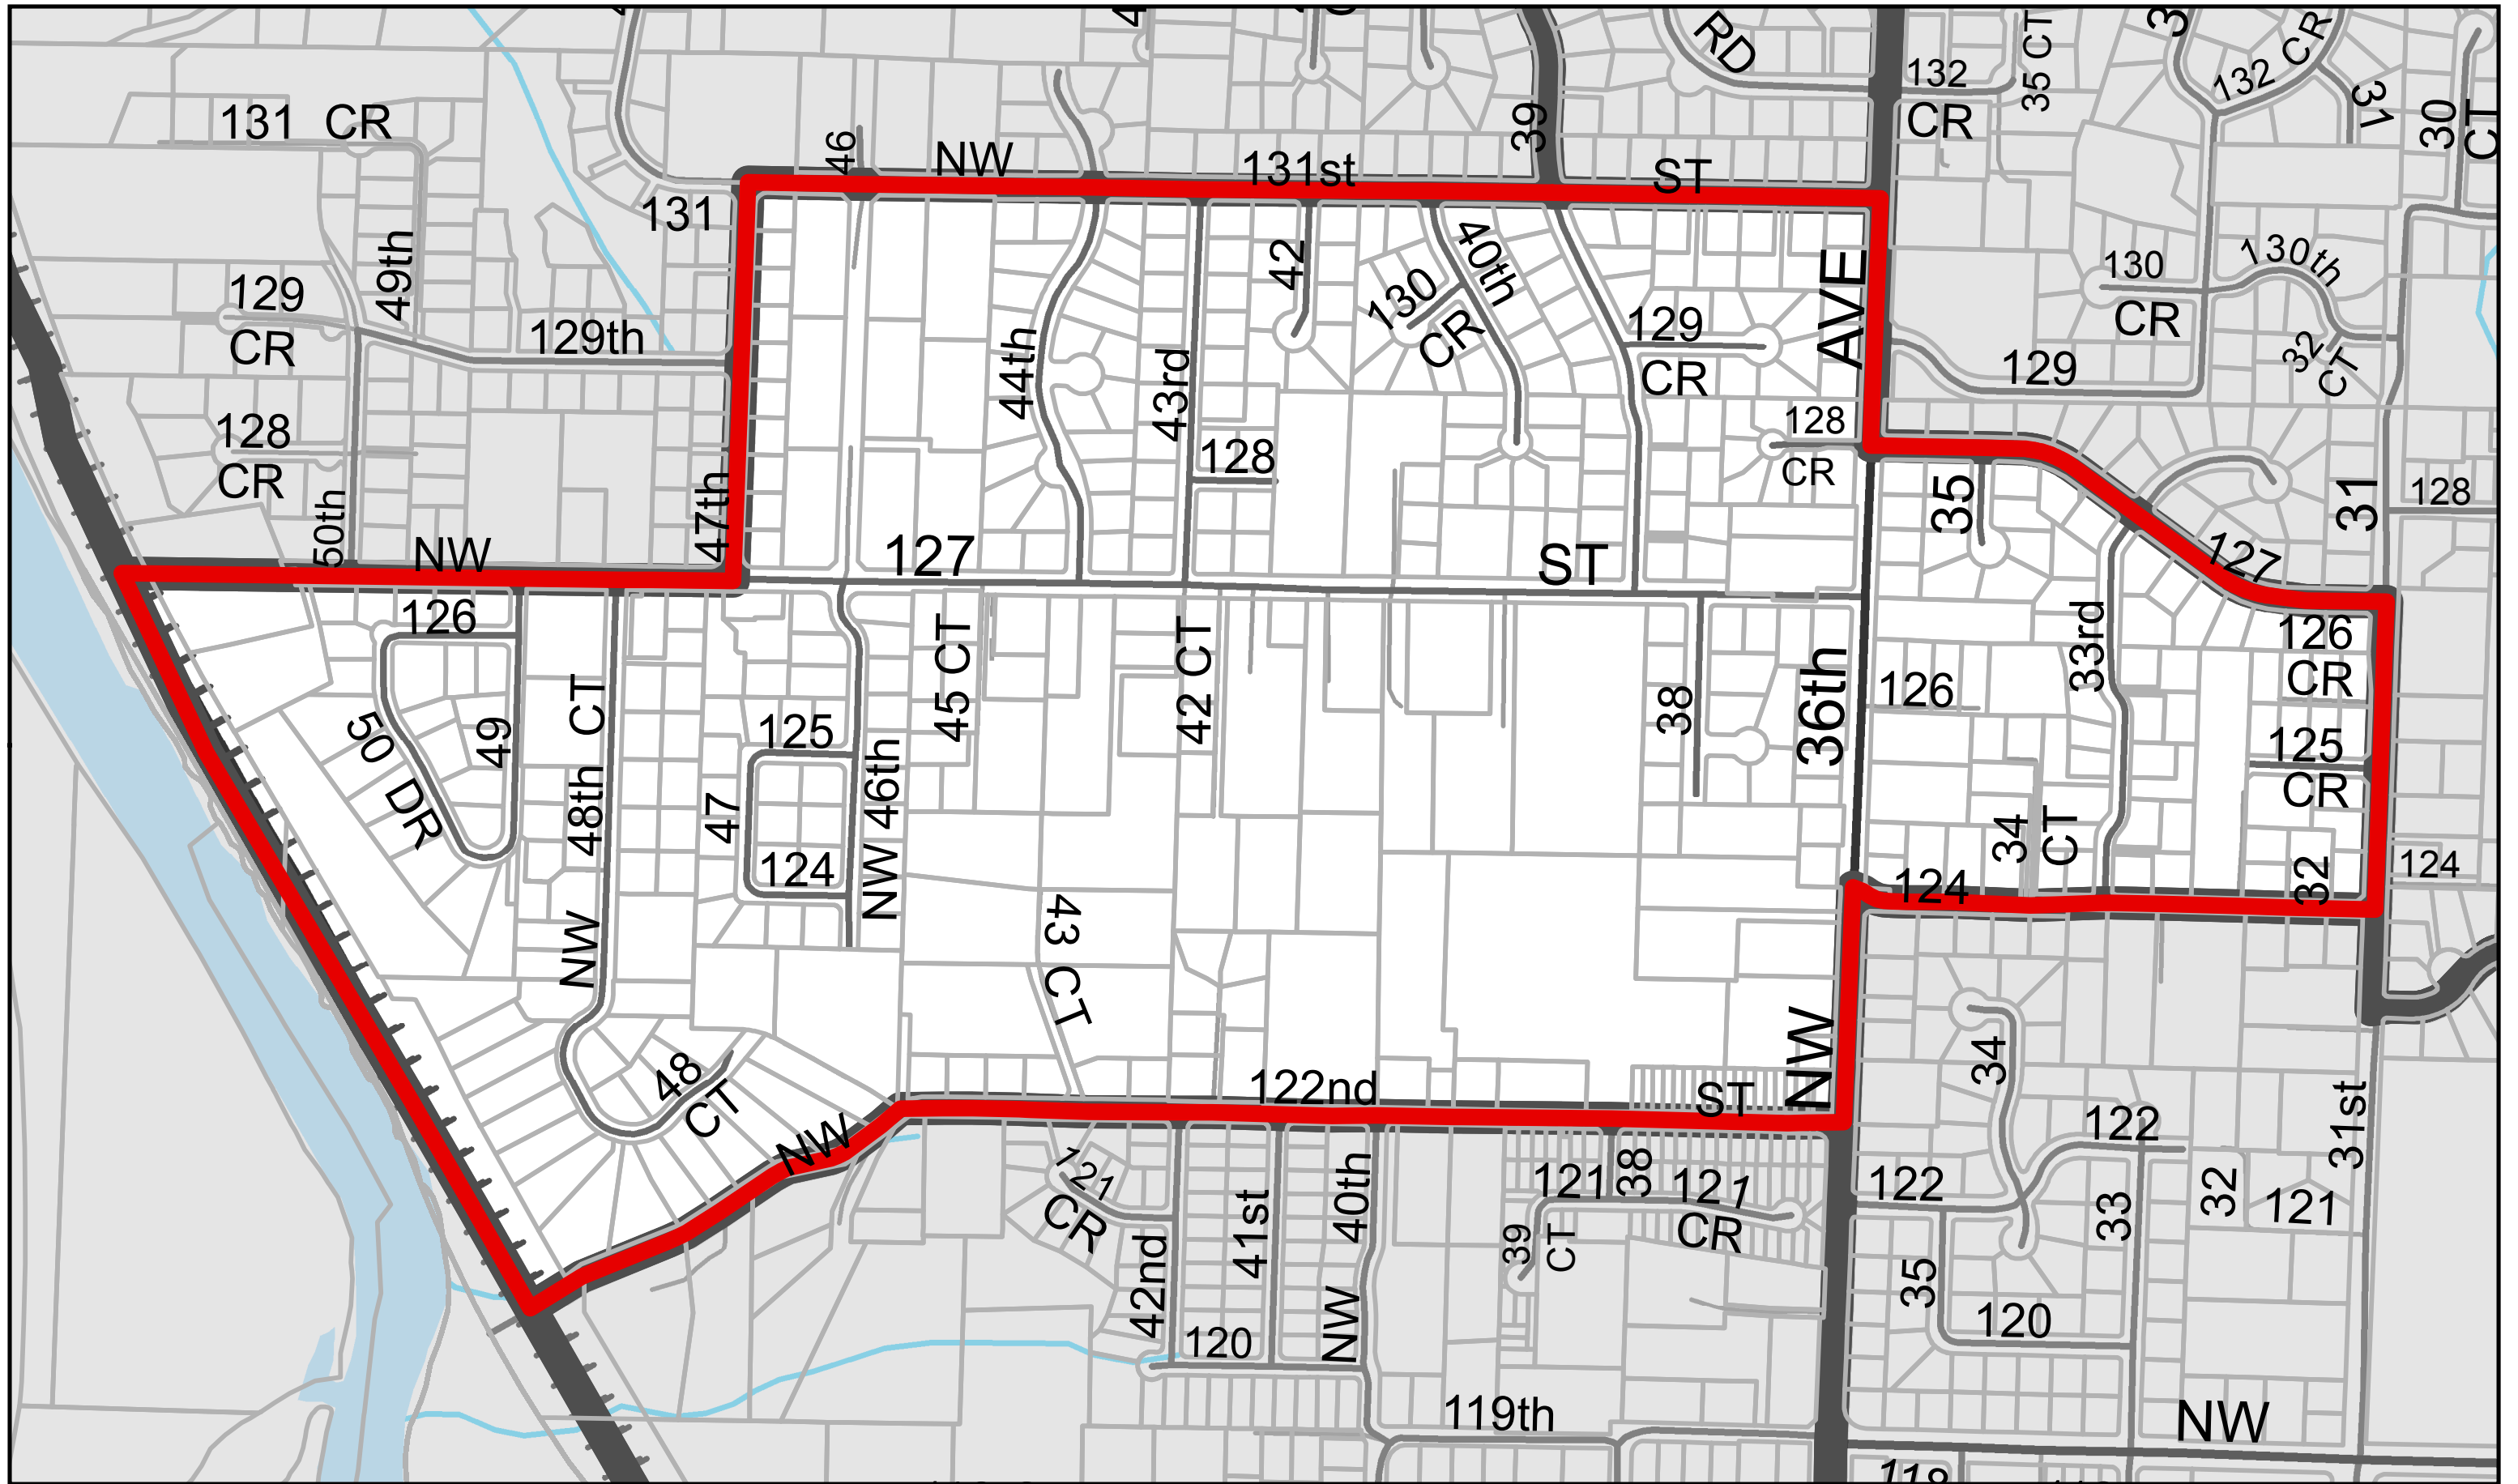 RD
132
CR
35 CT
132 CR
31
30
CT
131 CR
46
NW
131st
39
ST
131
49th
129
CR
129th
42
130
CR
40th
129
CR
AVE
130
CR
130th
32
CT
129
44th
43rd
128
CR
128
128
CR
35
31
128
50th
NW
47th
127
ST
127
126
45 CT
42 CT
33rd
126
CR
50 DR
49
48th CT
125
47
NW 46th
124
38
36th
126
34
CT
125
CR
32
124
124
NW
43 CT
48
CT
NW
122nd
ST
NW
34
31st
121
CR
42nd
41st
40th
NW
121
38
121
CR
39
CT
122
122
33
32
121
35
120
120
119th
NW
118